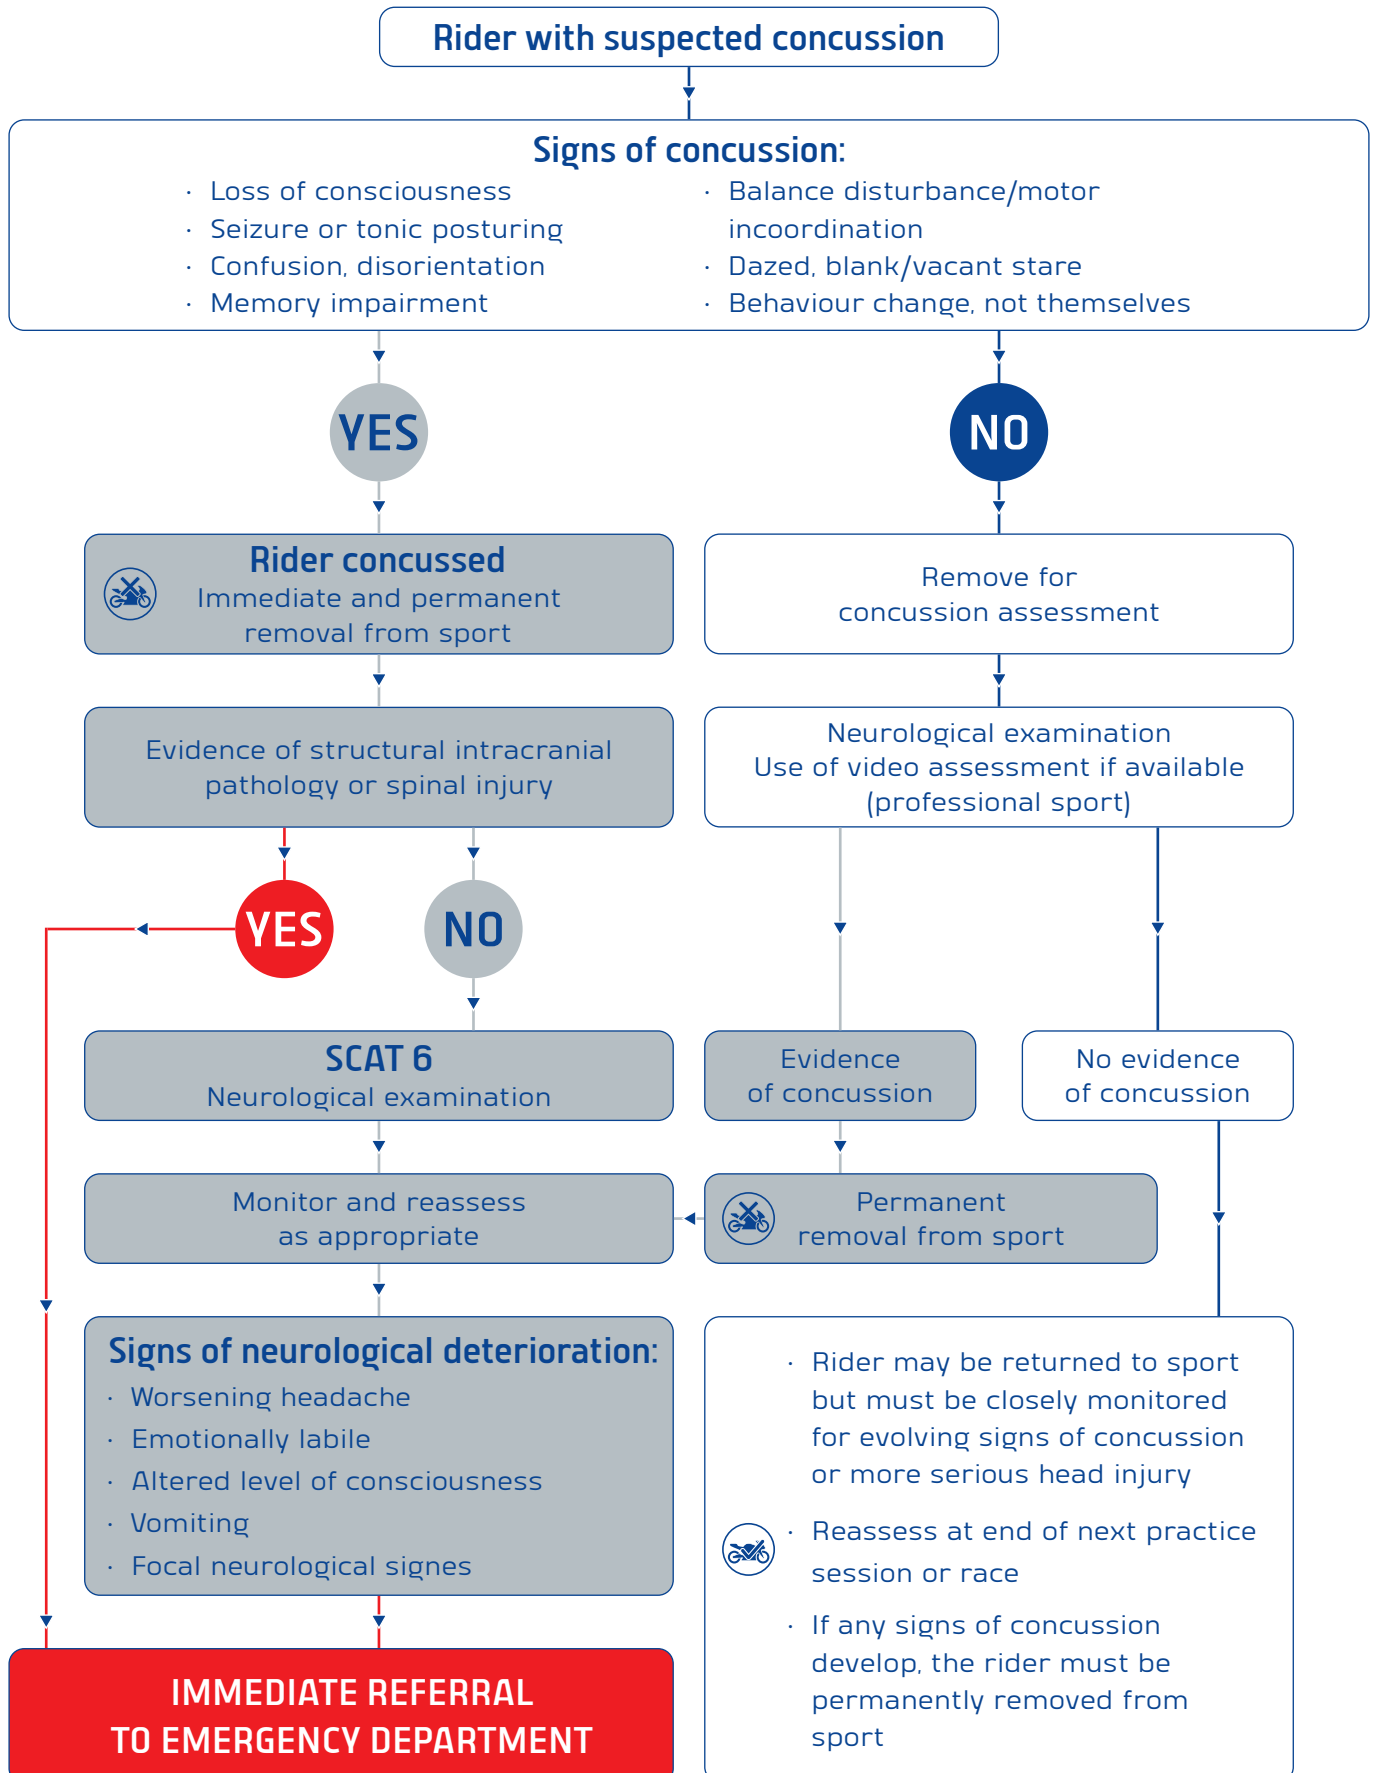 Rider with suspected concussion
Signs of concussion:
· Loss of consciousness
· Seizure or tonic posturing
· Confusion, disorientation
· Memory impairment
· Balance disturbance/motor
incoordination
· Dazed, blank/vacant stare
· Behaviour change, not themselves
YES
NO
Rider concussed
Immediate and permanent
removal from sport
Remove for
concussion assessment
Evidence of structural intracranial
pathology or spinal injury
Neurological examination
Use of video assessment if available
(professional sport)
YES
NO
SCAT 6
Neurological examination
Evidence
of concussion
No evidence
of concussion
Monitor and reassess
as appropriate
Permanent
removal from sport
Signs of neurological deterioration:
· Worsening headache
· Emotionally labile
· Altered level of consciousness
· Vomiting
· Focal neurological signes
· Rider may be returned to sport
but must be closely monitored
for evolving signs of concussion
or more serious head injury
· Reassess at end of next practice
session or race
· If any signs of concussion
develop, the rider must be
permanently removed from
sport
IMMEDIATE REFERRAL
TO EMERGENCY DEPARTMENT